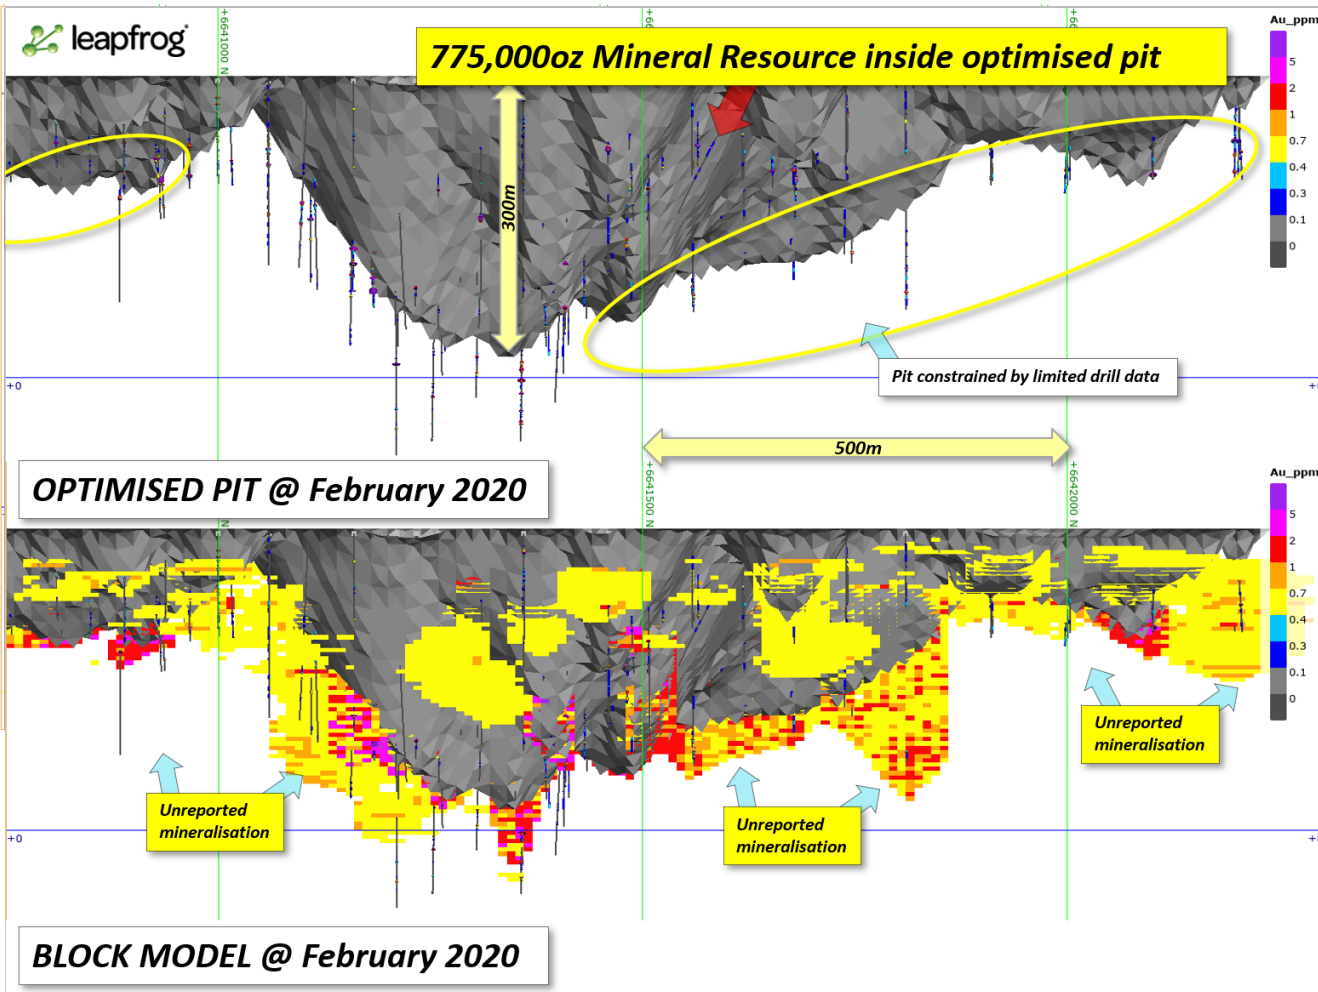 leapfrog
+6641000 N
775,000oz Mineral Resource inside optimised pit
Au_ppm
5
2
1
0.7
0.4
0.3
0.1
0
300m
Pit constrained by limited drill data
+0
500m
OPTIMISED PIT @ February 2020
+6641500 N
+6642000 N
Au_ppm
5
2
1
0.7
0.4
0.3
0.1
0
Unreported
mineralisation
Unreported
mineralisation
Unreported
mineralisation
+0
BLOCK MODEL @ February 2020